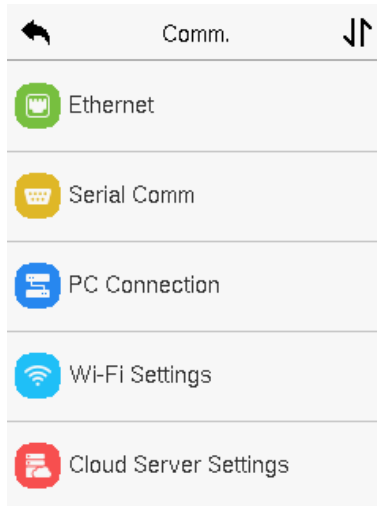 Comm.
Ethernet
Serial Comm
PC Connection
Wi-Fi Settings
Cloud Server Settings